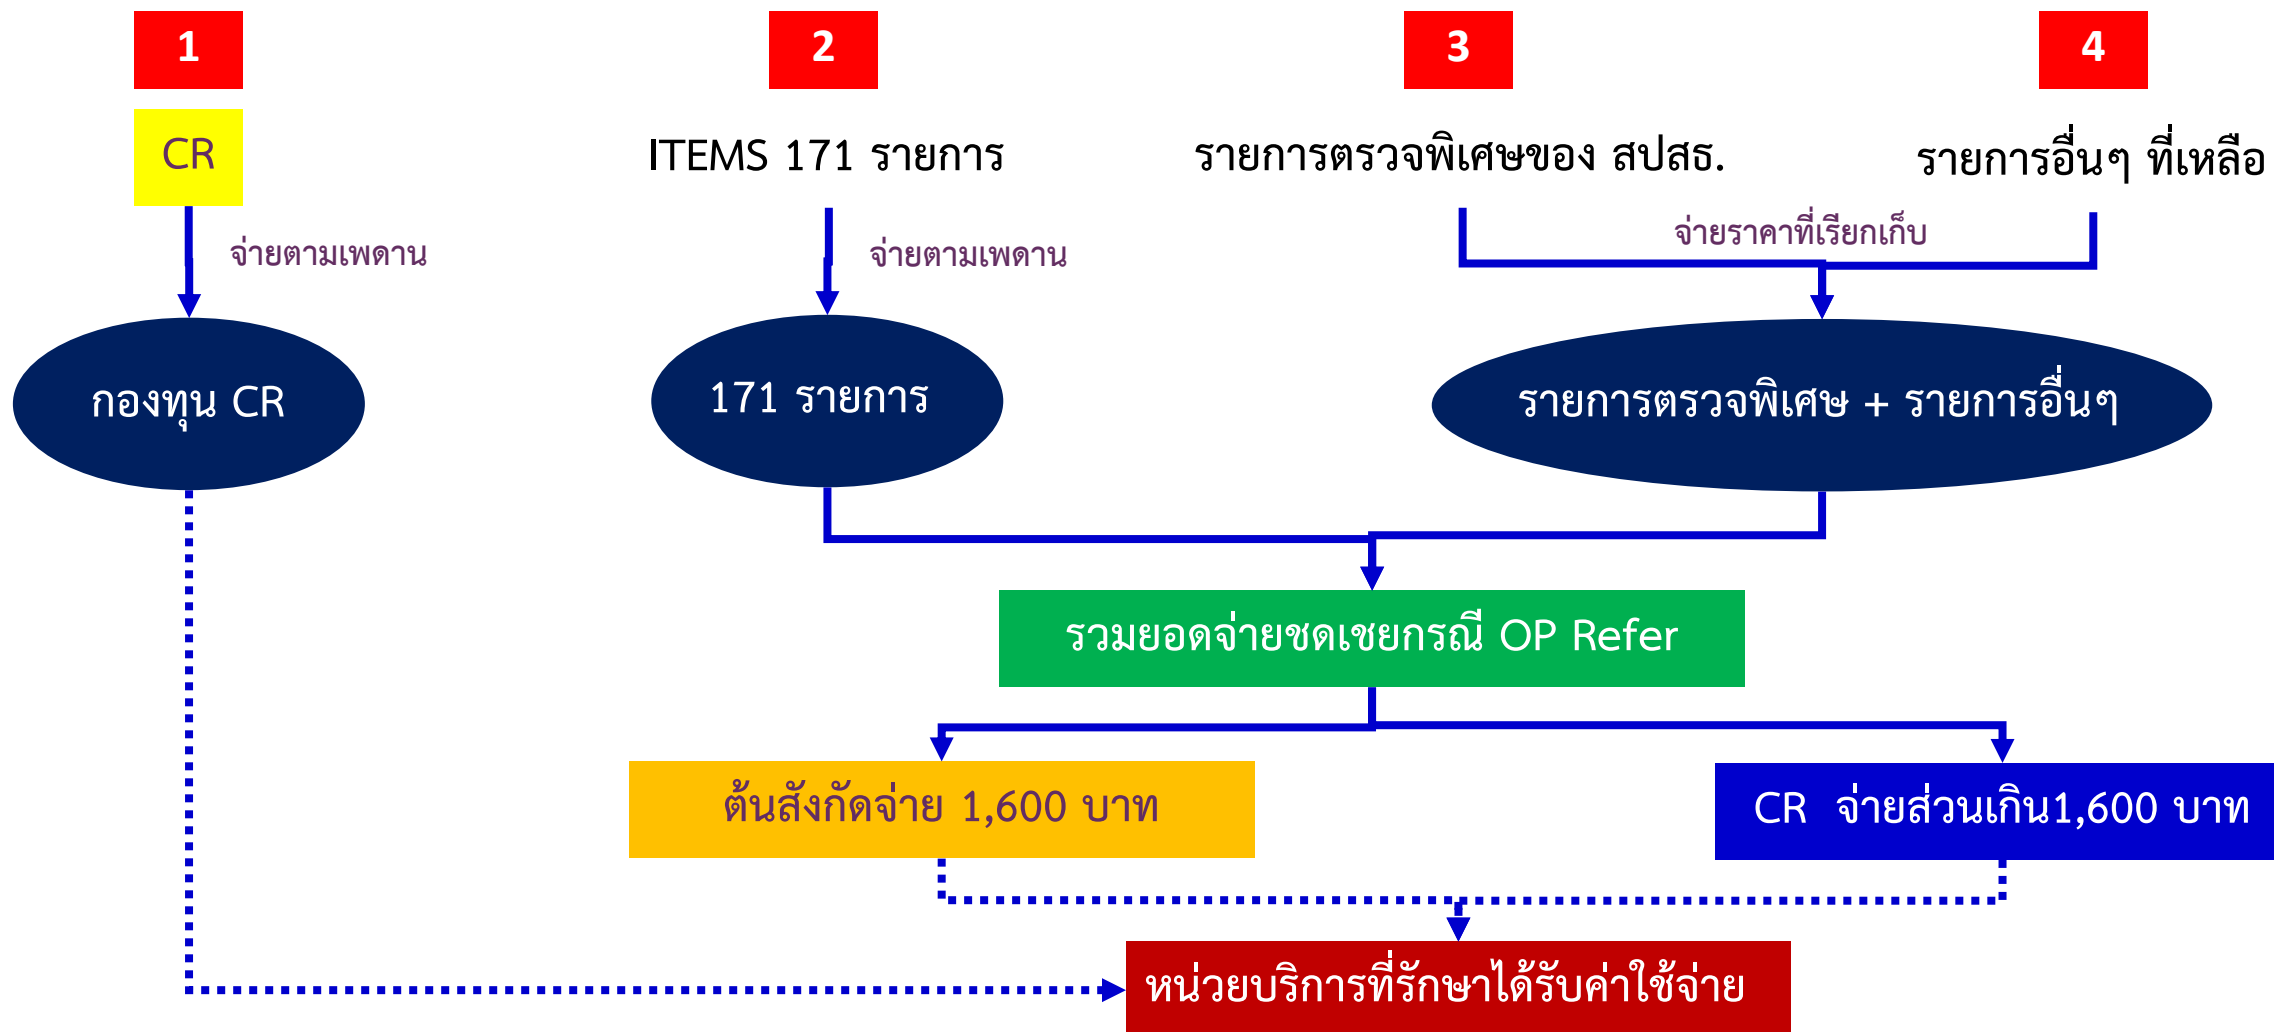 1
2
3
4
CR
ITEMS 171 รายการ
รายการตรวจพิเศษของ สปสธ.
รายการอื่นๆ ที่เหลือ
จ่ายตามเพดาน
จ่ายตามเพดาน
จ่ายราคาที่เรียกเก็บ
กองทุน CR
171 รายการ
รายการตรวจพิเศษ + รายการอื่นๆ
รวมยอดจ่ายชดเชยกรณี OP Refer
ต้นสังกัดจ่าย 1,600 บาท
CR จ่ายส่วนเกิน1,600 บาท
หน่วยบริการที่รักษาได้รับค่าใช้จ่าย